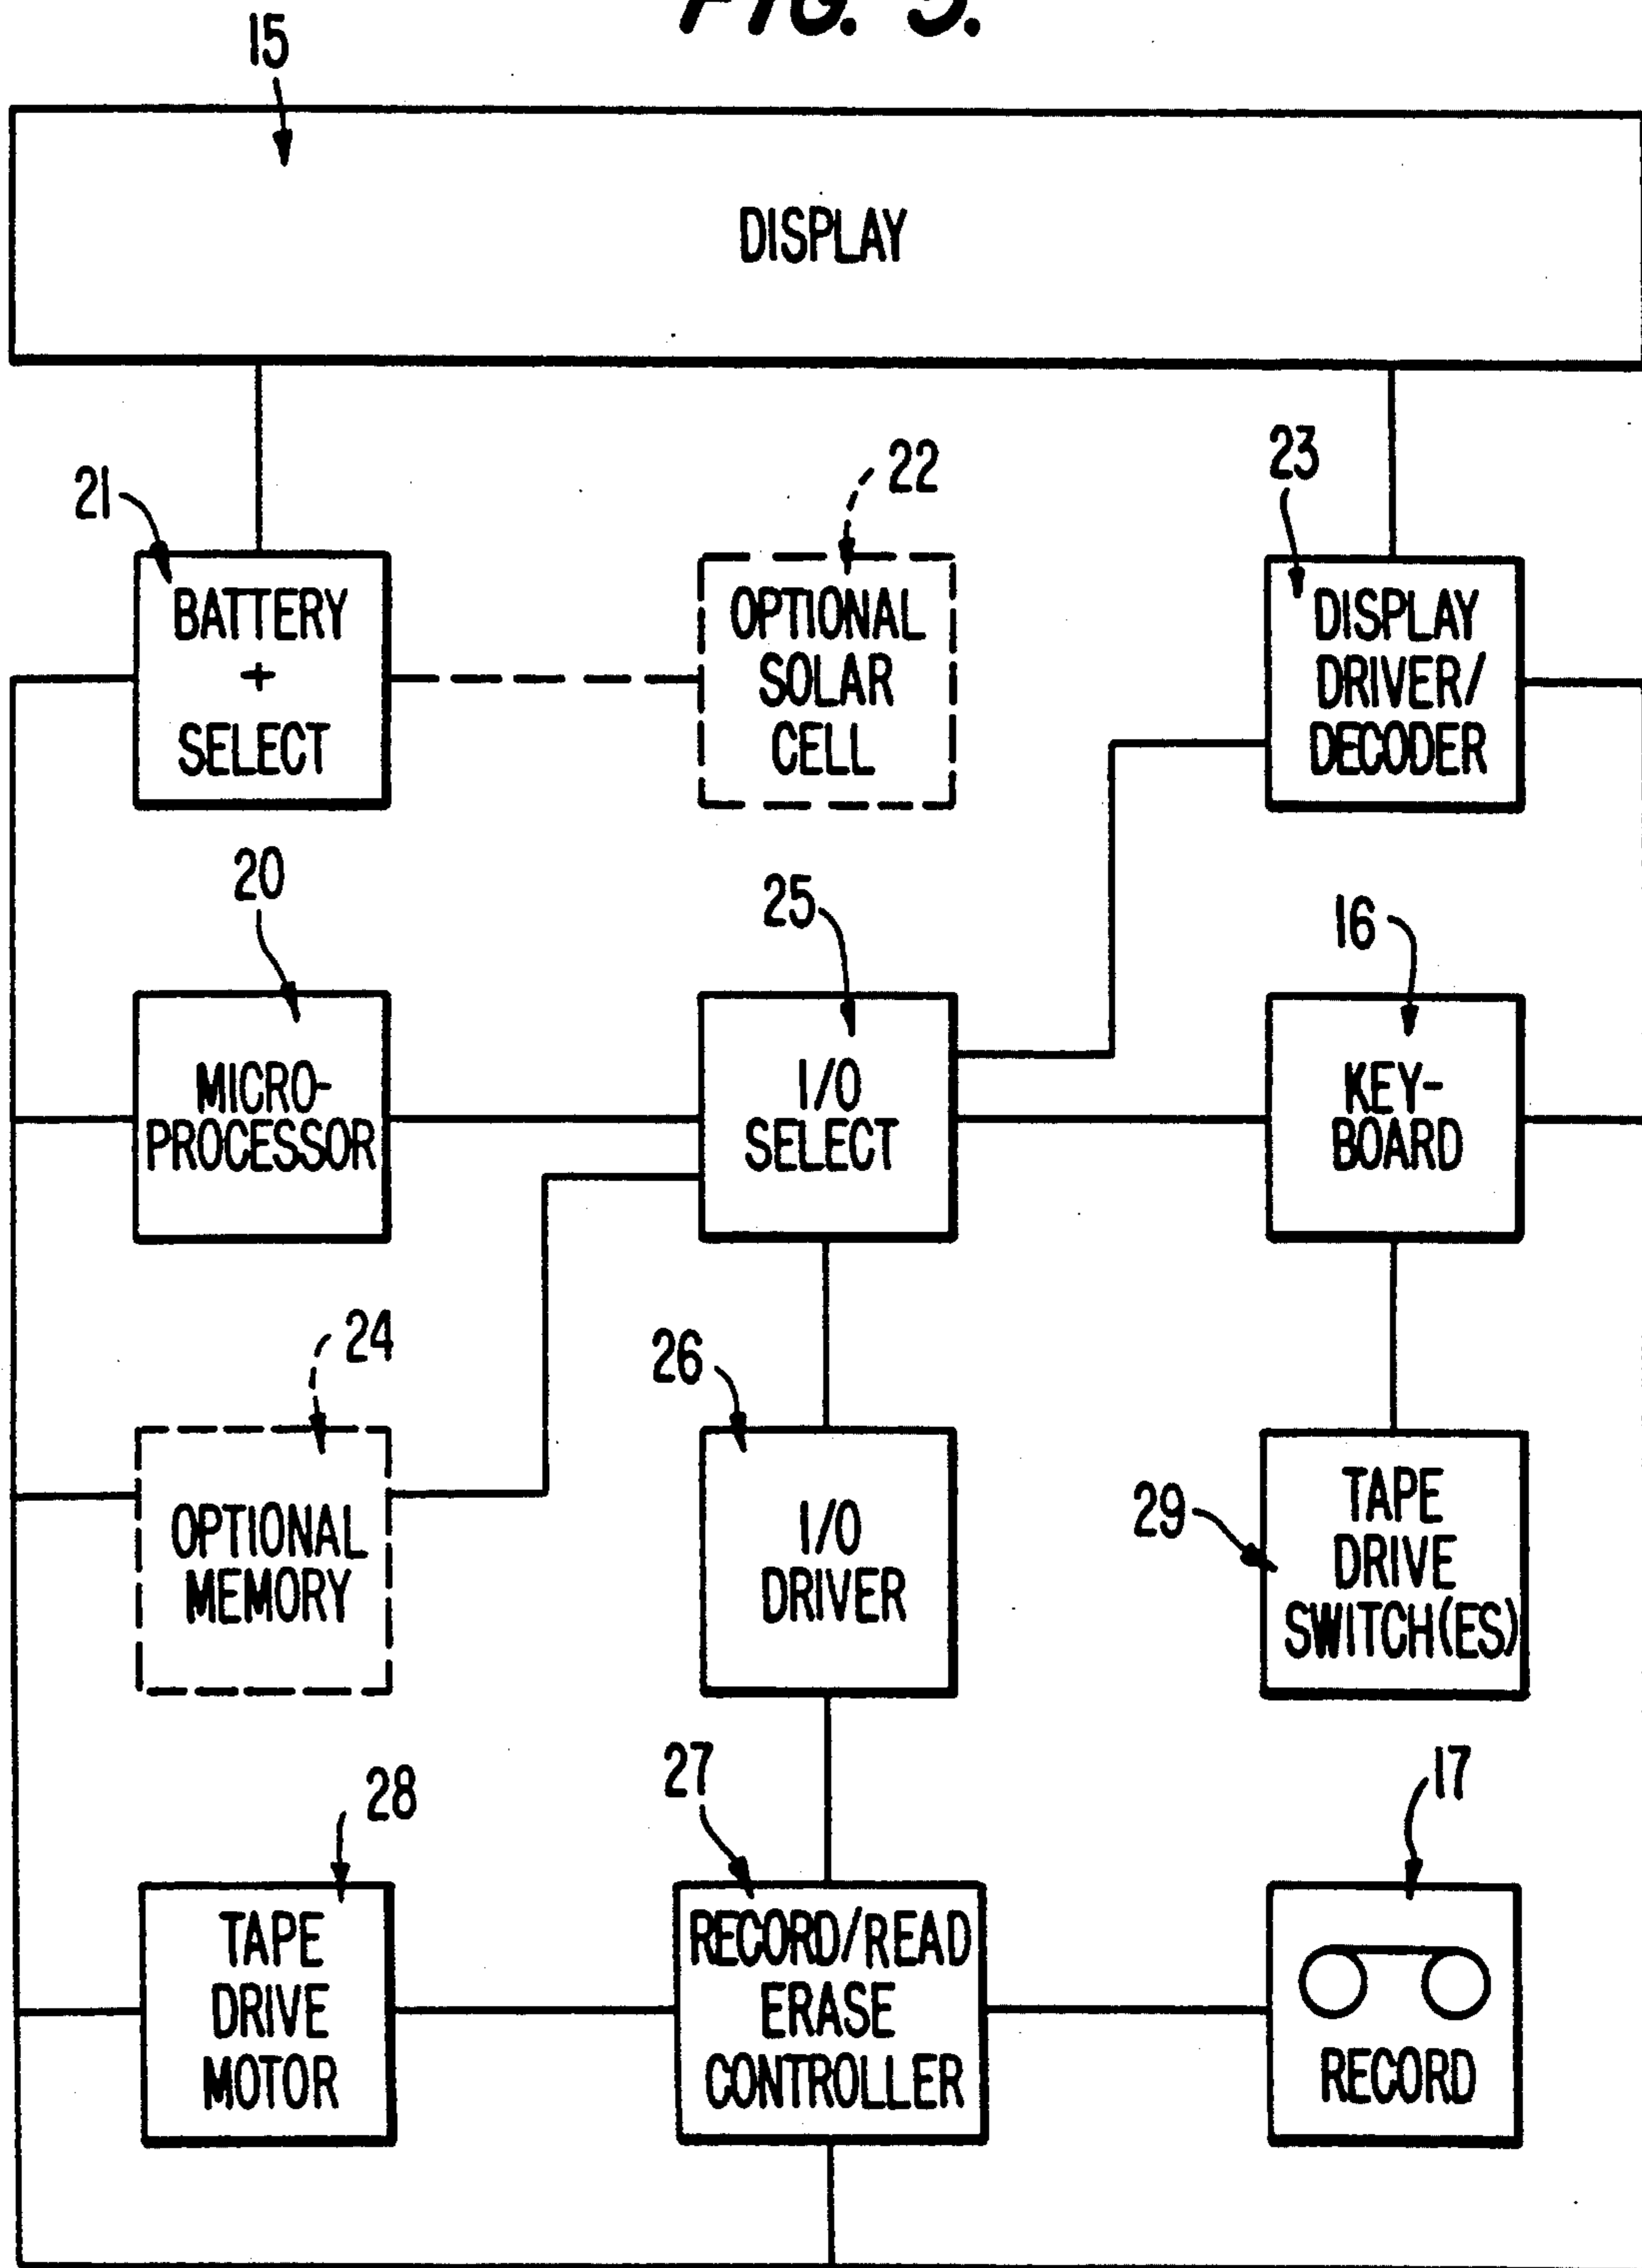 FIG. 3.
15
DISPLAY
21
22
23
BATTERY
+
SELECT
OPTIONAL
SOLAR
CELL
DISPLAY
DRIVER/
DECODER
20
25
16
MICRO-
PROCESSOR
I/O
SELECT
KEY-
BOARD
24
26
29
OPTIONAL
MEMORY
I/O
DRIVER
TAPE
DRIVE
SWITCH(ES)
28
27
17
TAPE
DRIVE
MOTOR
RECORD/READ
ERASE
CONTROLLER
RECORD